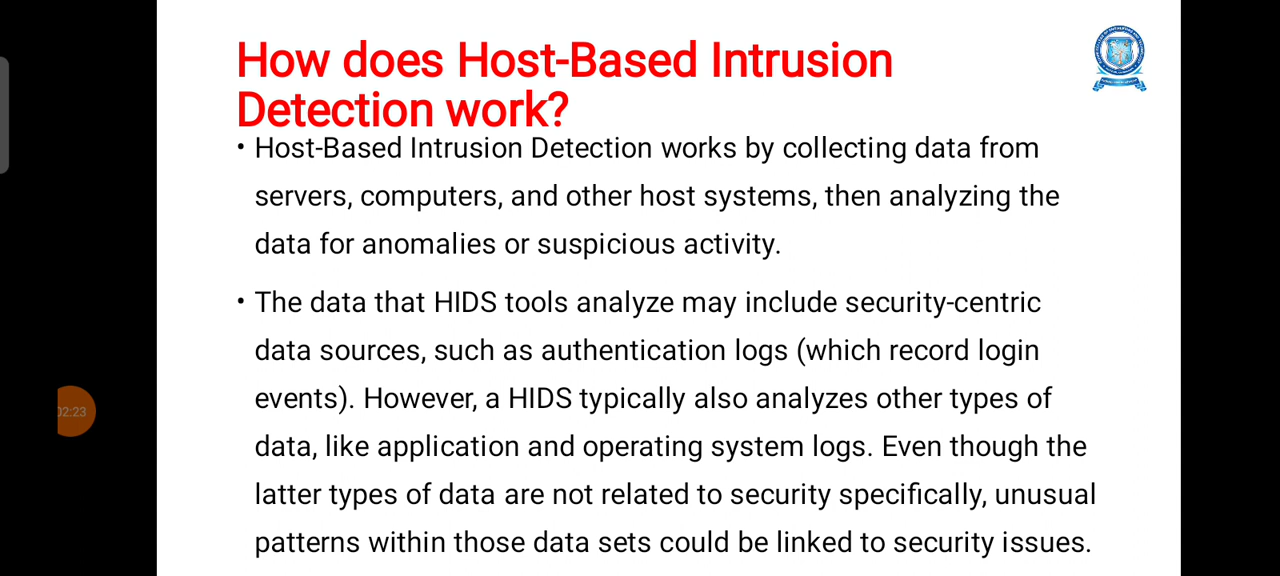 How does Host-Based Intrusion
Detection work?
• Host-Based Intrusion Detection works by collecting data from
servers, computers, and other host systems, then analyzing the
data for anomalies or suspicious activity.
• The data that HIDS tools analyze may include security-centric
data sources, such as authentication logs (which record login
events). However, a HIDS typically also analyzes other types of
data, like application and operating system logs. Even though the
latter types of data are not related to security specifically, unusual
patterns within those data sets could be linked to security issues.
02:23